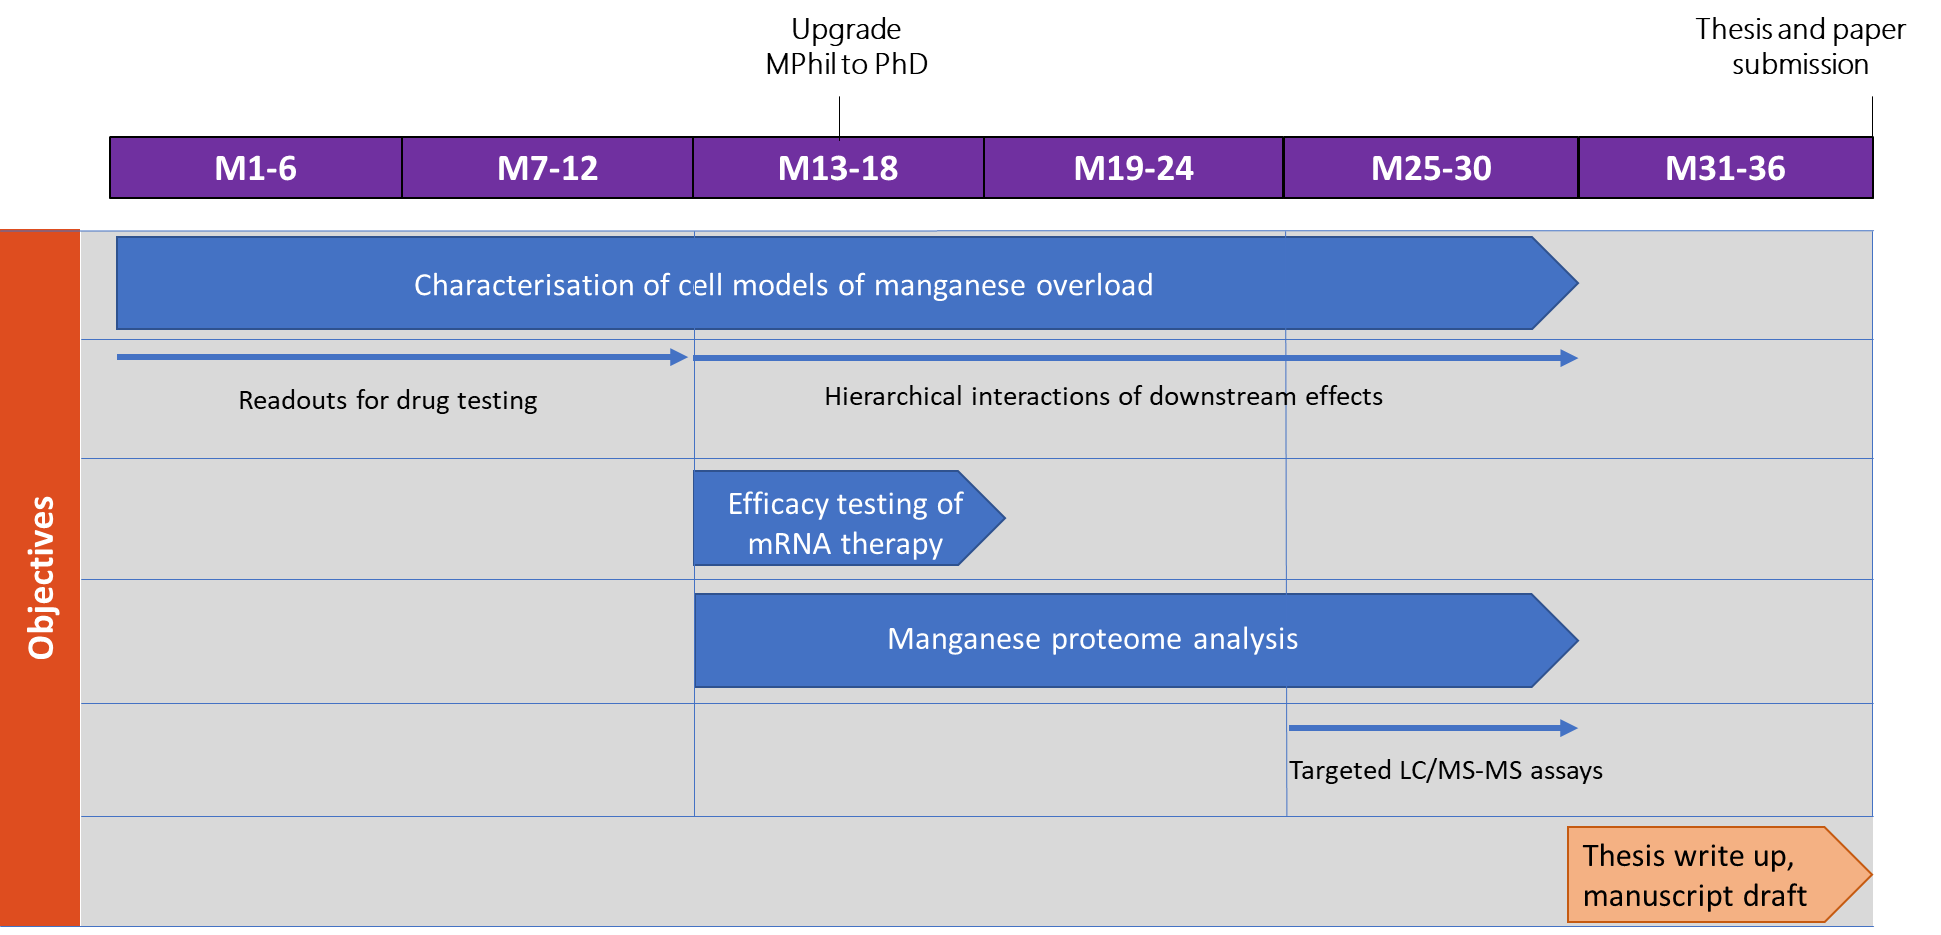 Upgrade
MPhil to PhD
Thesis and paper
submission
M1-6
M7-12
M13-18
M19-24
M25-30
M31-36
Objectives
Characterisation of cell models of manganese overload
Readouts for drug testing
Hierarchical interactions of downstream effects
Efficacy testing of
mRNA therapy
Manganese proteome analysis
Targeted LC/MS-MS assays
Thesis write up,
manuscript draft